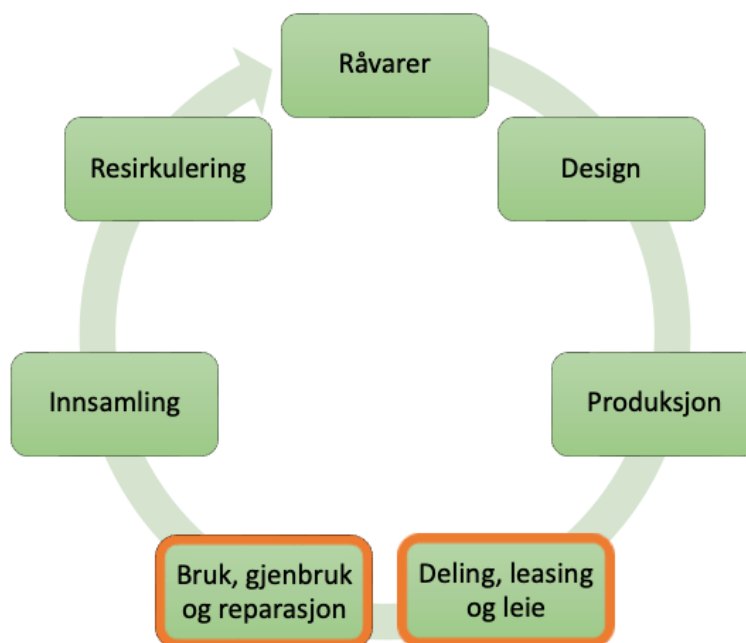 Råvarer
Design
Produksjon
Deling, leasing
og leie
Bruk, gjenbruk
og reparasjon
Innsamling
Resirkulering